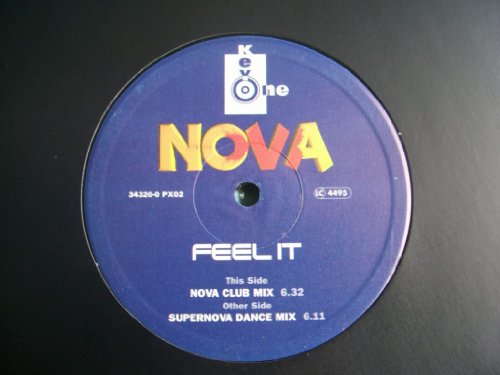 Key
One
NOVA
34320-0 PX02
LC 4495
FEEL IT
This Side
NOVA CLUB MIX 6.32
Other Side
SUPERNOVA DANCE MIX 6.11